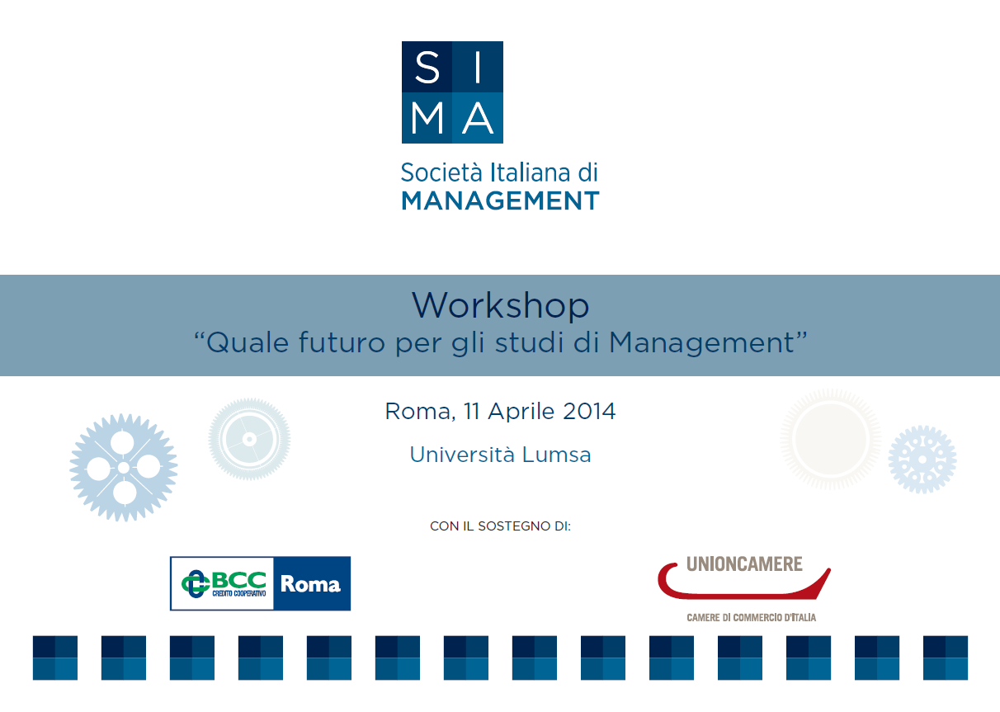 S I
M A
Società Italiana di
MANAGEMENT
Workshop
“Quale futuro per gli studi di Management”
Roma, 11 Aprile 2014
Università Lumsa
CON IL SOSTEGNO DI:
BCC
CREDITO COOPERATIVO
Roma
UNIONCAMERE
CAMERE DI COMMERCIO D'ITALIA